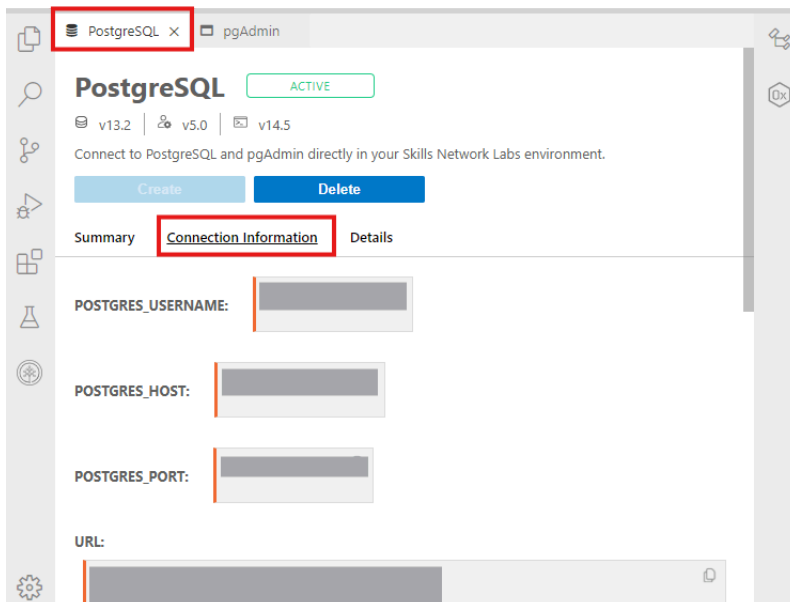 PostgreSQL
pgAdmin
PostgreSQL
ACTIVE
v13.2
v5.0
v14.5
Connect to PostgreSQL and pgAdmin directly in your Skills Network Labs environment.
Create
Delete
Summary
Connection Information
Details
POSTGRES_USERNAME:
POSTGRES_HOST:
POSTGRES_PORT:
URL:
0x